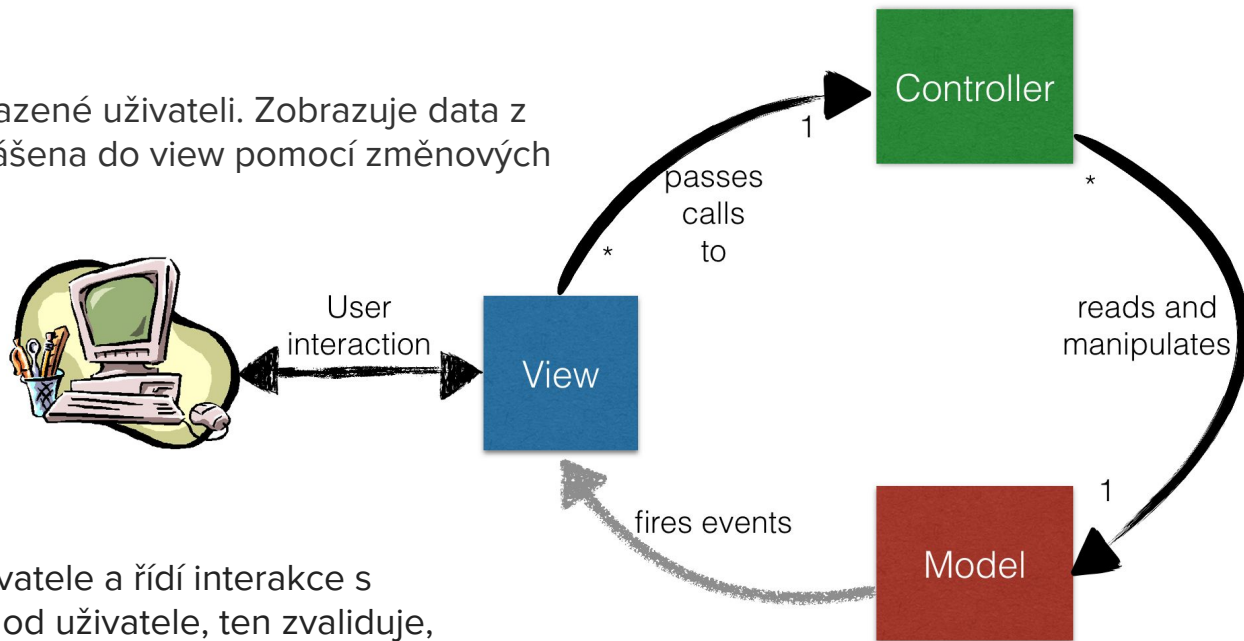 azené uživateli. Zobrazuje data z
ášena do view pomocí změnových
Controller
1
*
passes
calls
to
*
User
interaction
View
reads and
manipulates
1
fires events
Model
vatele a řídí interakce s
od uživatele, ten zvaliduje,